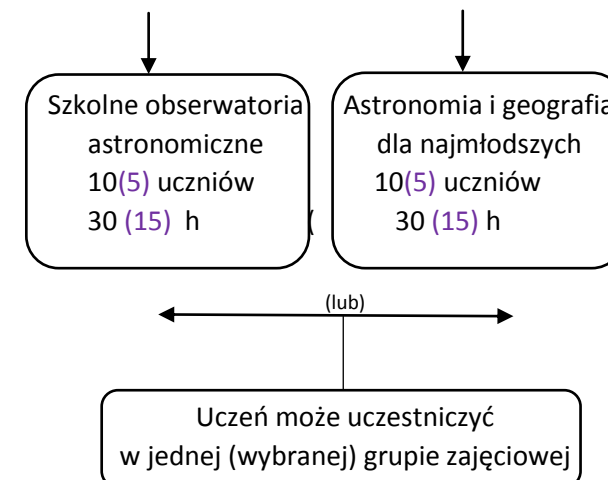 Szkolne obserwatoria
astronomiczne
10(5) uczniów
30 (15) h
(
Astronomia i geografia
dla najmłodszych
10(5) uczniów
30 (15) h
(lub)
Uczeń może uczestniczyć
w jednej (wybranej) grupie zajęciowej